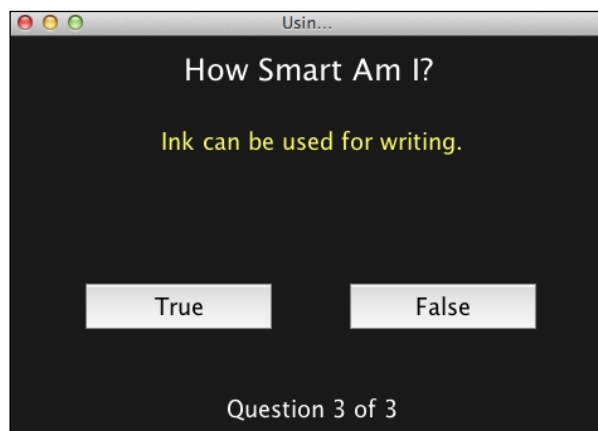 Usin...
How Smart Am I?
Ink can be used for writing.
True False
Question 3 of 3